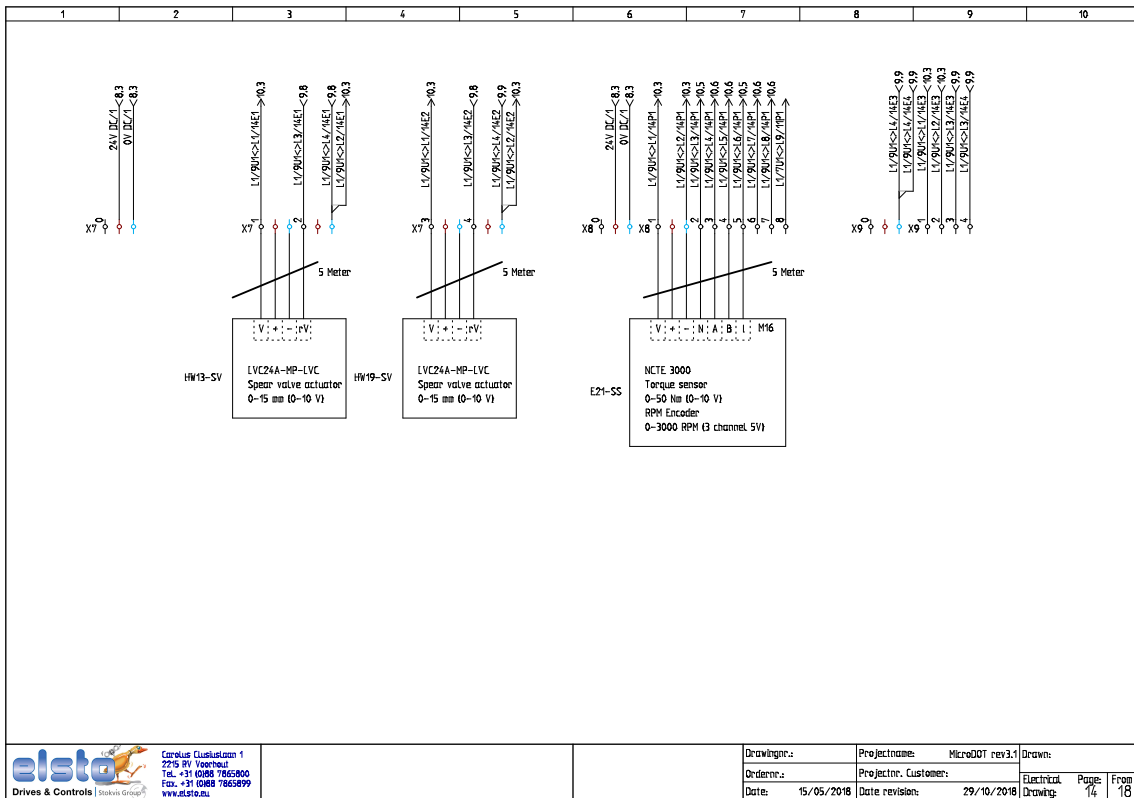 1 2 3 4 5 6 7 8 9 10
24V DC/1 8.3
0V DC/1 8.3
L1/9U1<>L1/14E1 10.3
L1/9U1<>L3/14E1 9.8
L1/9U1<>L4/14E1 9.8
L1/9U1<>L2/14E1 10.3
L1/9U1<>L1/14E2 10.3
L1/9U1<>L3/14E2 9.8
L1/9U1<>L4/14E2 9.9
L1/9U1<>L2/14E2 10.3
24V DC/1 8.3
0V DC/1 8.3
L1/9U1<>L1/14P1 10.3
L1/9U1<>L2/14P1 10.3
L1/9U1<>L3/14P1 10.5
L1/9U1<>L4/14P1 10.6
L1/9U1<>L5/14P1 10.6
L1/9U1<>L6/14P1 10.5
L1/9U1<>L7/14P1 10.6
L1/9U1<>L8/14P1 10.6
L1/7U1<>L9/11P1
L1/9U1<>L4/14E3 9.9
L1/9U1<>L4/14E4 9.9
L1/9U1<>L1/14E3 10.3
L1/9U1<>L2/14E3 10.3
L1/9U1<>L3/14E3 9.9
L1/9U1<>L3/14E4 9.9
X7 0
X7 1 2
X7 3 4
X8 0
X8 1 2 3 4 5 6 7 8
X9 0
X9 1 2 3 4
5 Meter
5 Meter
5 Meter
V + - rV
V + - rV
V + - N A B I M16
HW13-SV
LVC24A-MP-LVC
Spear valve actuator
0-15 mm (0-10 V)
HW19-SV
LVC24A-MP-LVC
Spear valve actuator
0-15 mm (0-10 V)
E21-SS
NCTE 3000
Torque sensor
0-50 Nm (0-10 V)
RPM Encoder
0-3000 RPM (3 channel 5V)
elsto
Drives & Controls | Stokvis Group
Carolus Clusiuslaan 1
2215 RV Voorhout
Tel. +31 (0)88 7865800
Fax. +31 (0)88 7865899
www.elsto.eu
Drawingnr.:
Ordernr.:
Date: 15/05/2018
Projectname: MicroDOT rev3.1
Projectnr. Customer:
Date revision: 29/10/2018
Drawn:
Electrical Drawing:
Page: 14
From 18